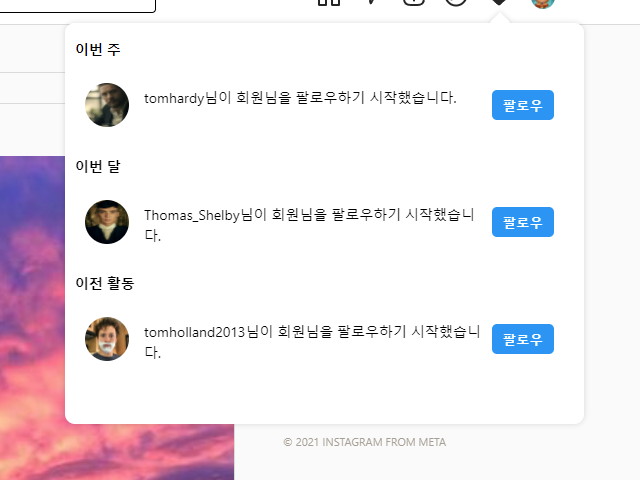 이번 주
tomhardy님이 회원님을 팔로우하기 시작했습니다.
팔로우
이번 달
Thomas_Shelby님이 회원님을 팔로우하기 시작했습니
다.
팔로우
이전 활동
tomholland2013님이 회원님을 팔로우하기 시작했습니
다.
팔로우
© 2021 INSTAGRAM FROM META